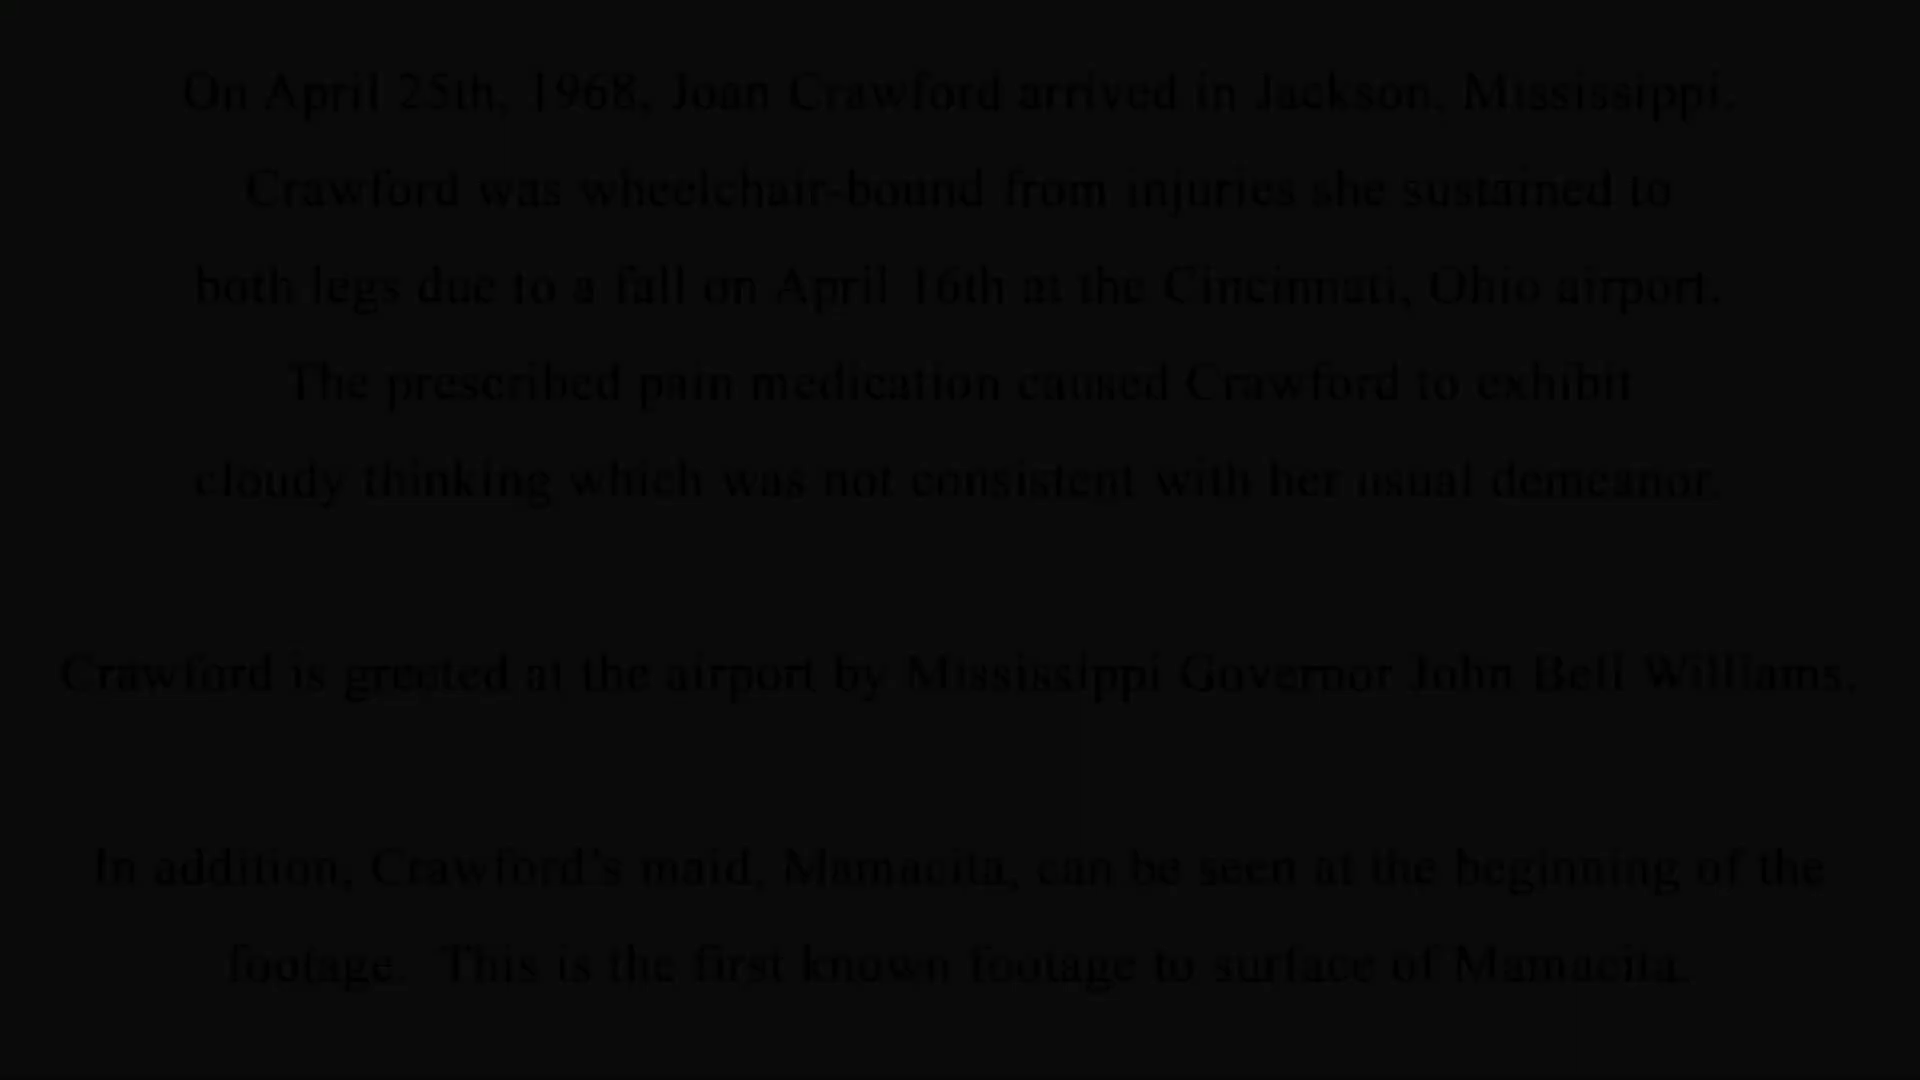 On April 25th, 1968, Joan Crawford arrived in Jackson, Mississippi.
Crawford was wheelchair-bound from injuries she sustained to
both legs due to a fall on April 16th at the Cincinnati, Ohio airport.
The prescribed pain medication caused Crawford to exhibit
cloudy thinking which was not consistent with her usual demeanor.
Crawford is greeted at the airport by Mississippi Governor John Bell Williams.
In addition, Crawford's maid, Mamacita, can be seen at the beginning of the
footage. This is the first known footage to surface of Mamacita.